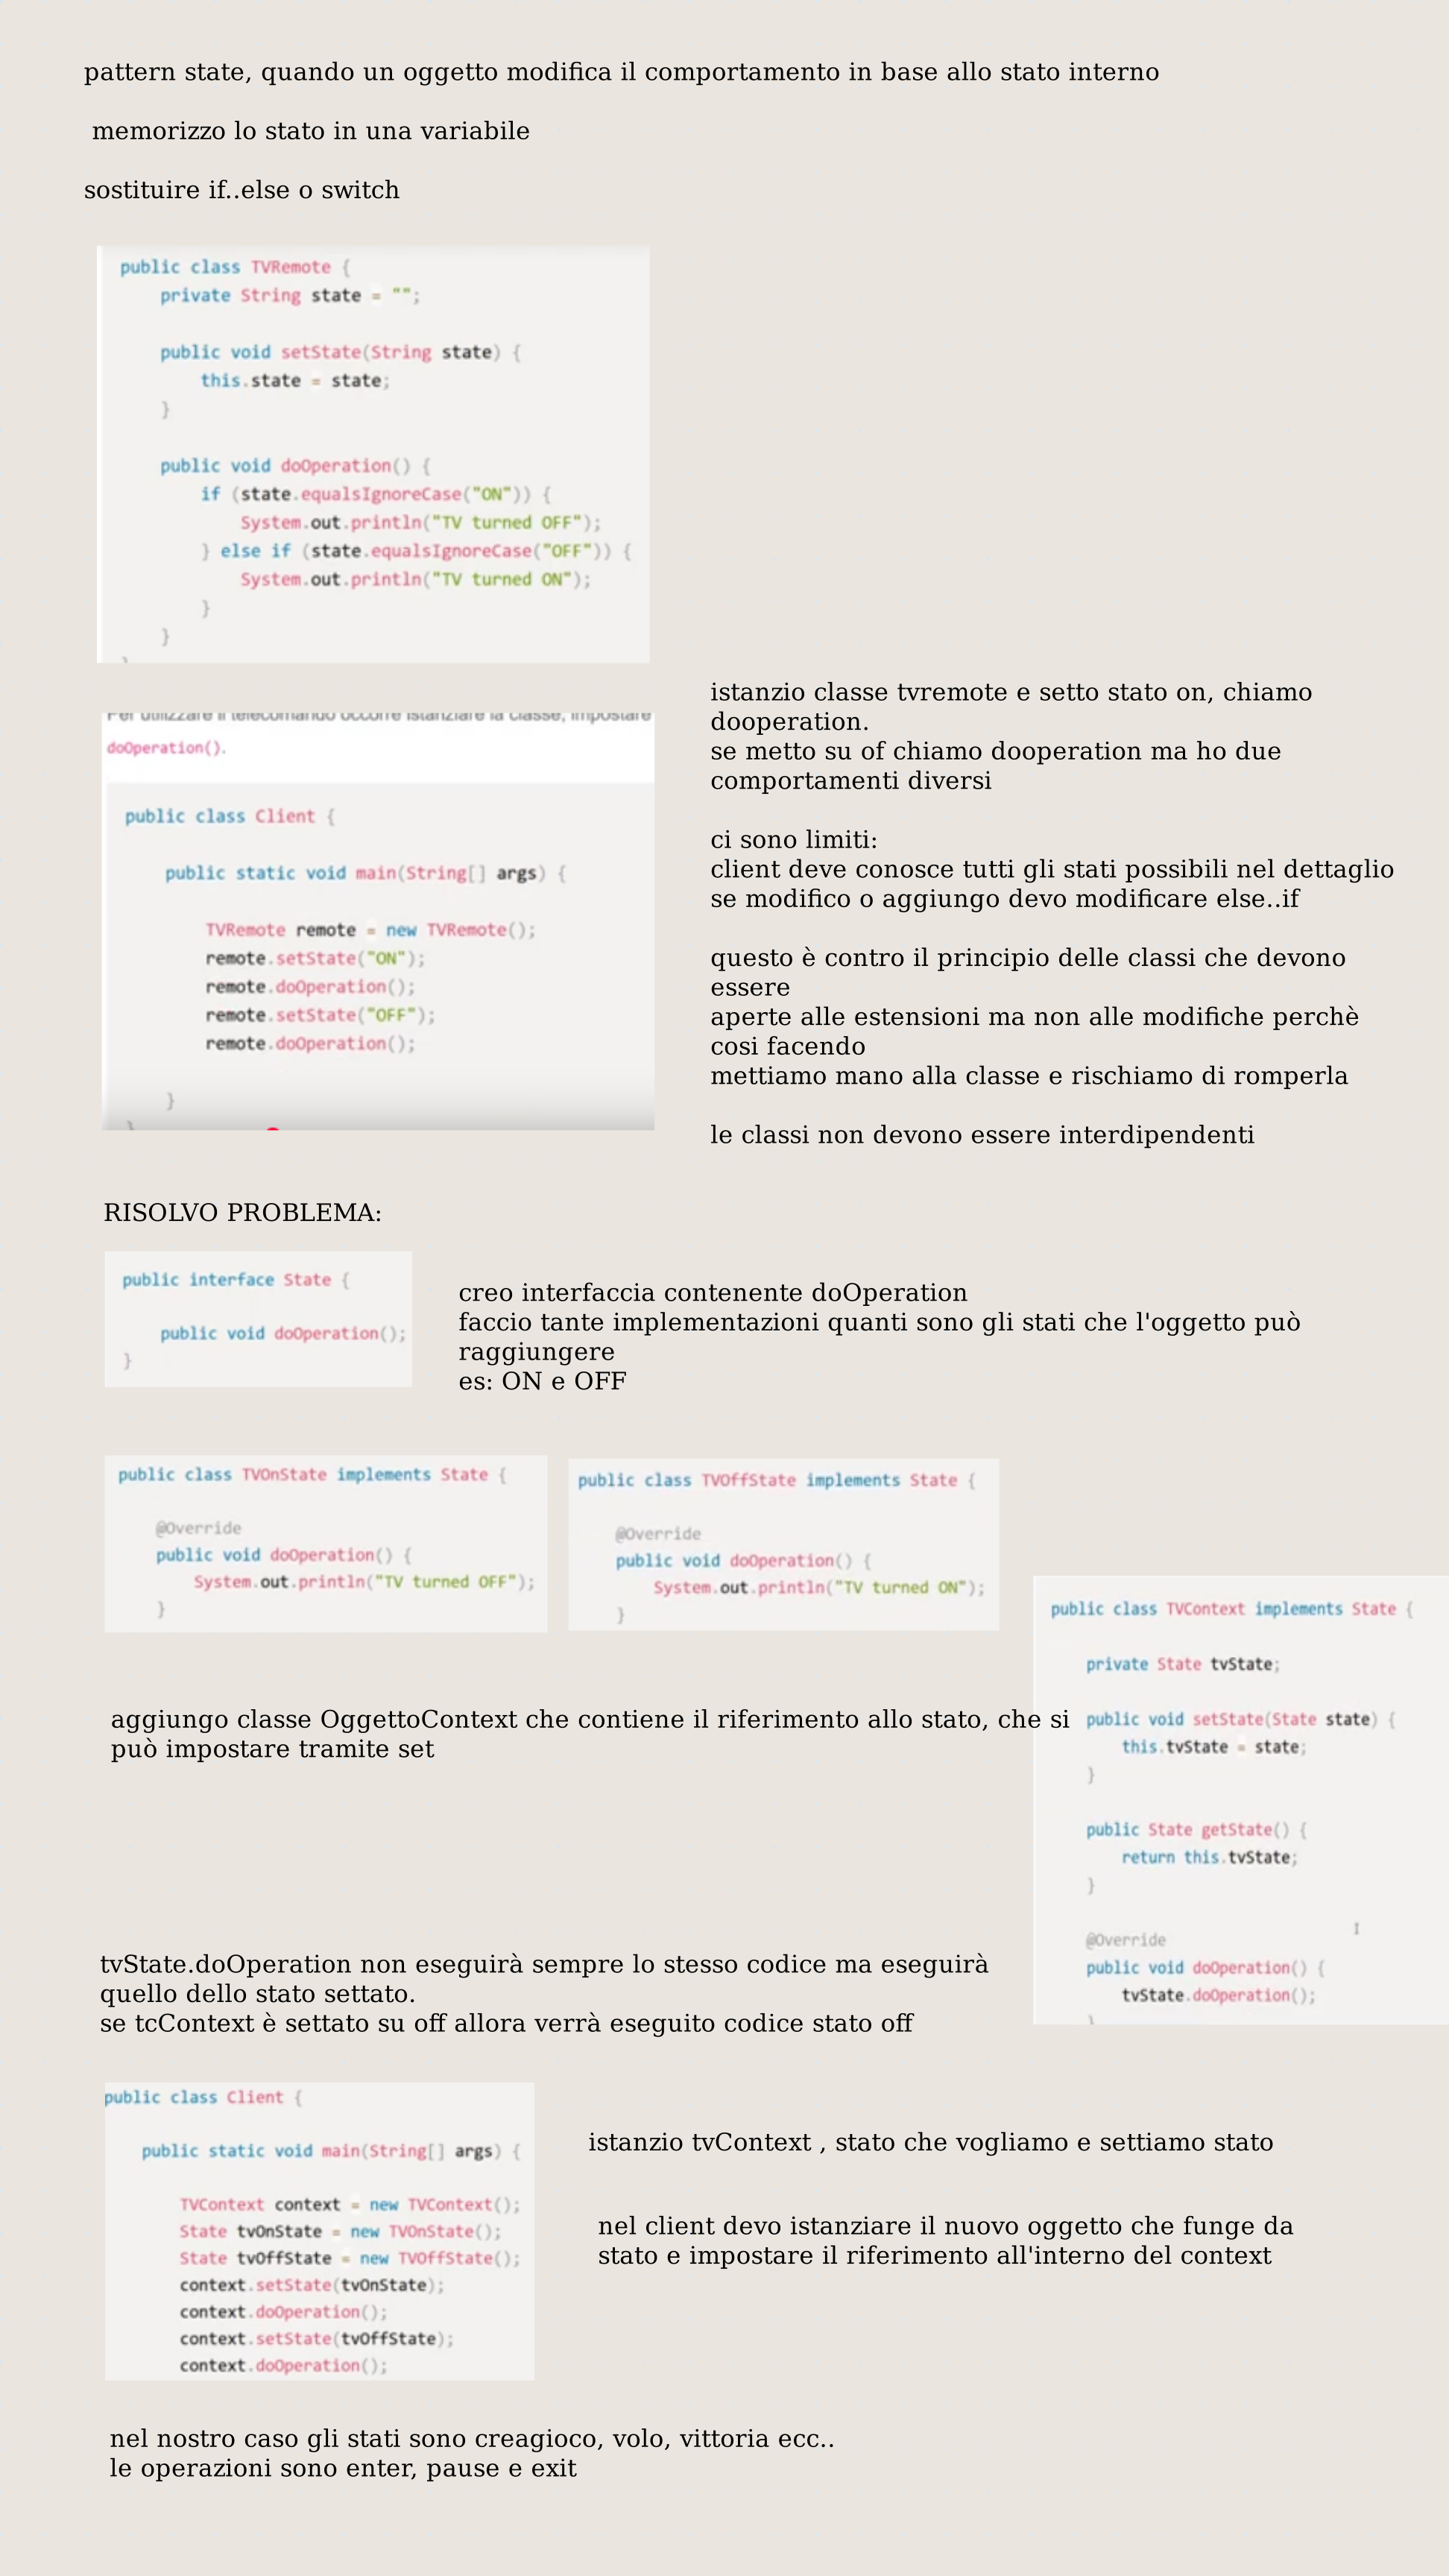 pattern state, quando un oggetto modifica il comportamento in base allo stato interno
memorizzo lo stato in una variabile
sostituire if..else o switch
public class TVRemote {
    private String state = "";
    public void setState(String state) {
        this.state = state;
    }
    public void doOperation() {
        if (state.equalsIgnoreCase("ON")) {
            System.out.println("TV turned OFF");
        } else if (state.equalsIgnoreCase("OFF")) {
            System.out.println("TV turned ON");
        }
    }
}
istanzio classe tvremote e setto stato on, chiamo
dooperation.
se metto su of chiamo dooperation ma ho due
comportamenti diversi
ci sono limiti:
client deve conosce tutti gli stati possibili nel dettaglio
se modifico o aggiungo devo modificare else..if
questo è contro il principio delle classi che devono
essere
aperte alle estensioni ma non alle modifiche perchè
cosi facendo
mettiamo mano alla classe e rischiamo di romperla
le classi non devono essere interdipendenti
Per utilizzare il telecomando occorre istanziare la classe, impostare
doOperation().
public class Client {
    public static void main(String[] args) {
        TVRemote remote = new TVRemote();
        remote.setState("ON");
        remote.doOperation();
        remote.setState("OFF");
        remote.doOperation();
    }
}
RISOLVO PROBLEMA:
public interface State {
    public void doOperation();
}
creo interfaccia contenente doOperation
faccio tante implementazioni quanti sono gli stati che l'oggetto può
raggiungere
es: ON e OFF
public class TVOnState implements State {
    @Override
    public void doOperation() {
        System.out.println("TV turned OFF");
    }
public class TVOffState implements State {
    @Override
    public void doOperation() {
        System.out.println("TV turned ON");
    }
aggiungo classe OggettoContext che contiene il riferimento allo stato, che si
può impostare tramite set
public class TVContext implements State {
    private State tvState;
    public void setState(State state) {
        this.tvState = state;
    }
    public State getState() {
        return this.tvState;
    }
    @Override
    public void doOperation() {
        tvState.doOperation();
    }
tvState.doOperation non eseguirà sempre lo stesso codice ma eseguirà
quello dello stato settato.
se tcContext è settato su off allora verrà eseguito codice stato off
public class Client {
    public static void main(String[] args) {
        TVContext context = new TVContext();
        State tvOnState = new TVOnState();
        State tvOffState = new TVOffState();
        context.setState(tvOnState);
        context.doOperation();
        context.setState(tvOffState);
        context.doOperation();
istanzio tvContext , stato che vogliamo e settiamo stato
nel client devo istanziare il nuovo oggetto che funge da
stato e impostare il riferimento all'interno del context
nel nostro caso gli stati sono creagioco, volo, vittoria ecc..
le operazioni sono enter, pause e exit